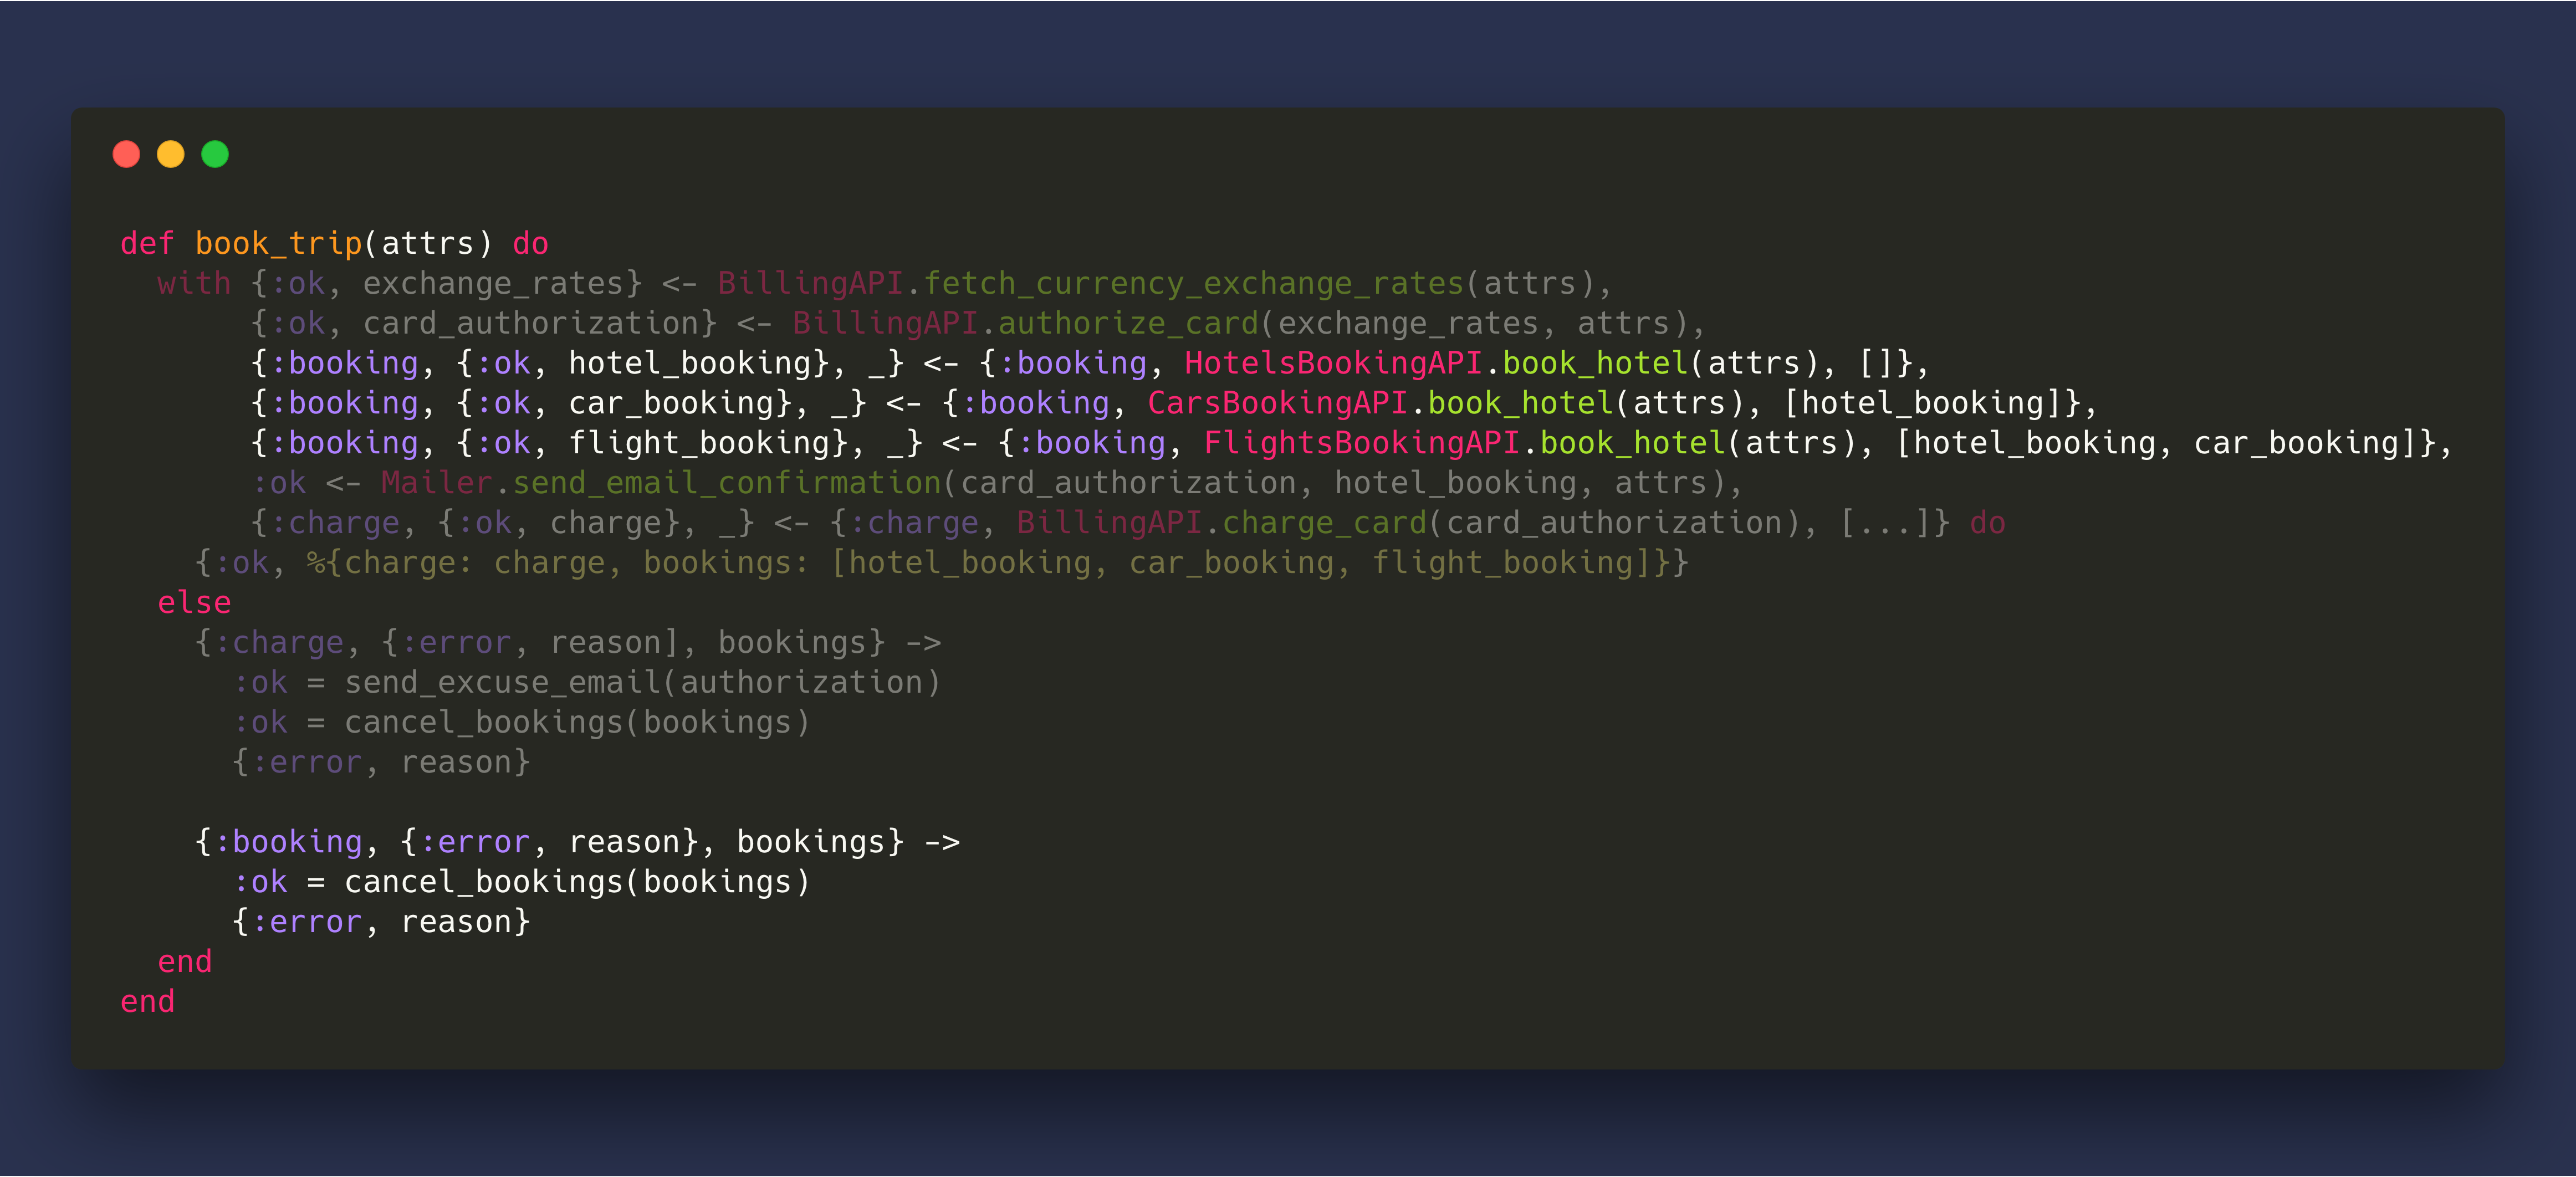 def book_trip(attrs) do
  with {:ok, exchange_rates} <- BillingAPI.fetch_currency_exchange_rates(attrs),
       {:ok, card_authorization} <- BillingAPI.authorize_card(exchange_rates, attrs),
       {:booking, {:ok, hotel_booking}, _} <- {:booking, HotelsBookingAPI.book_hotel(attrs), []},
       {:booking, {:ok, car_booking}, _} <- {:booking, CarsBookingAPI.book_hotel(attrs), [hotel_booking]},
       {:booking, {:ok, flight_booking}, _} <- {:booking, FlightsBookingAPI.book_hotel(attrs), [hotel_booking, car_booking]},
       :ok <- Mailer.send_email_confirmation(card_authorization, hotel_booking, attrs),
       {:charge, {:ok, charge}, _} <- {:charge, BillingAPI.charge_card(card_authorization), [...]} do
    {:ok, %{charge: charge, bookings: [hotel_booking, car_booking, flight_booking]}}
  else
    {:charge, {:error, reason], bookings} ->
      :ok = send_excuse_email(authorization)
      :ok = cancel_bookings(bookings)
      {:error, reason}

    {:booking, {:error, reason}, bookings} ->
      :ok = cancel_bookings(bookings)
      {:error, reason}
  end
end